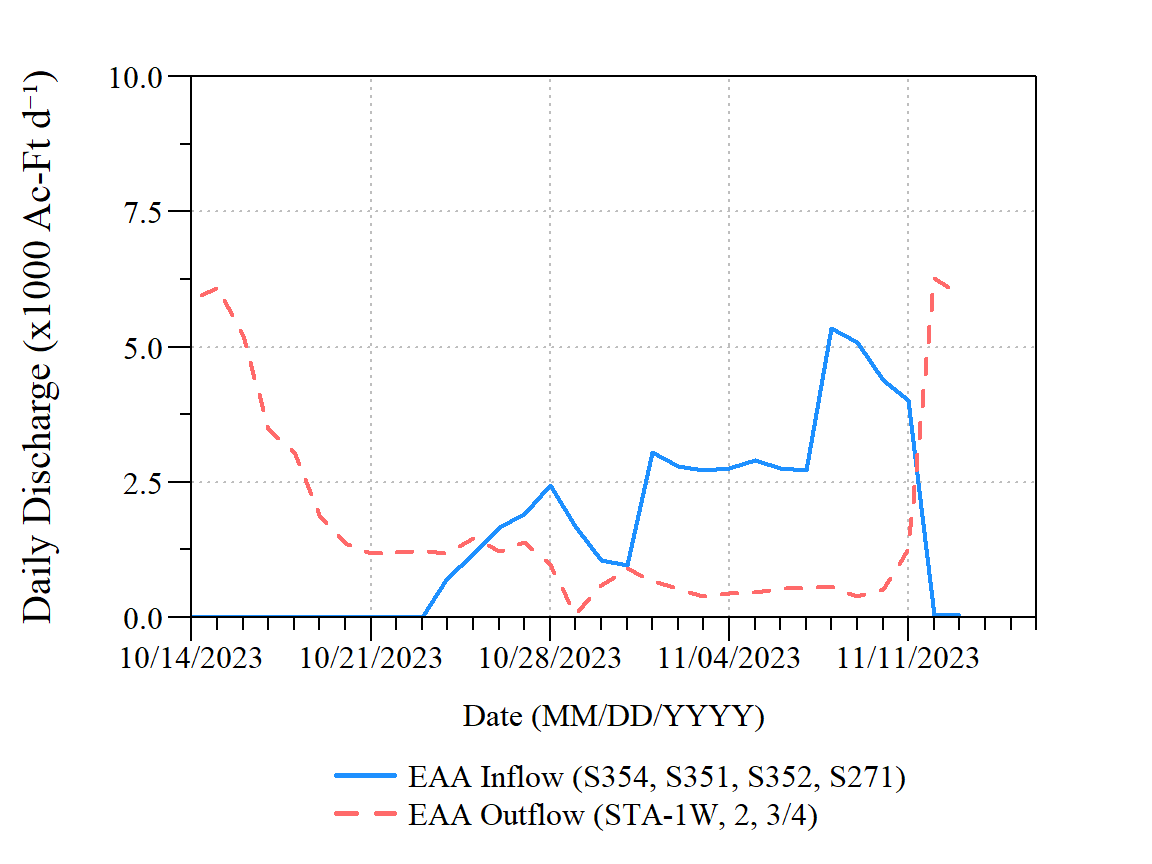 10.0
7.5
5.0
2.5
0.0
Daily Discharge (x1000 Ac-Ft d⁻¹)
10/14/2023 10/21/2023 10/28/2023 11/04/2023 11/11/2023
Date (MM/DD/YYYY)
EAA Inflow (S354, S351, S352, S271)
EAA Outflow (STA-1W, 2, 3/4)